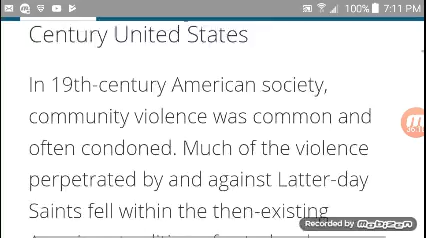 100% 7:11 PM
Century United States
In 19th-century American society,
community violence was common and
often condoned. Much of the violence
perpetrated by and against Latter-day
Saints fell within the then-existing
Recorded by Mobizen